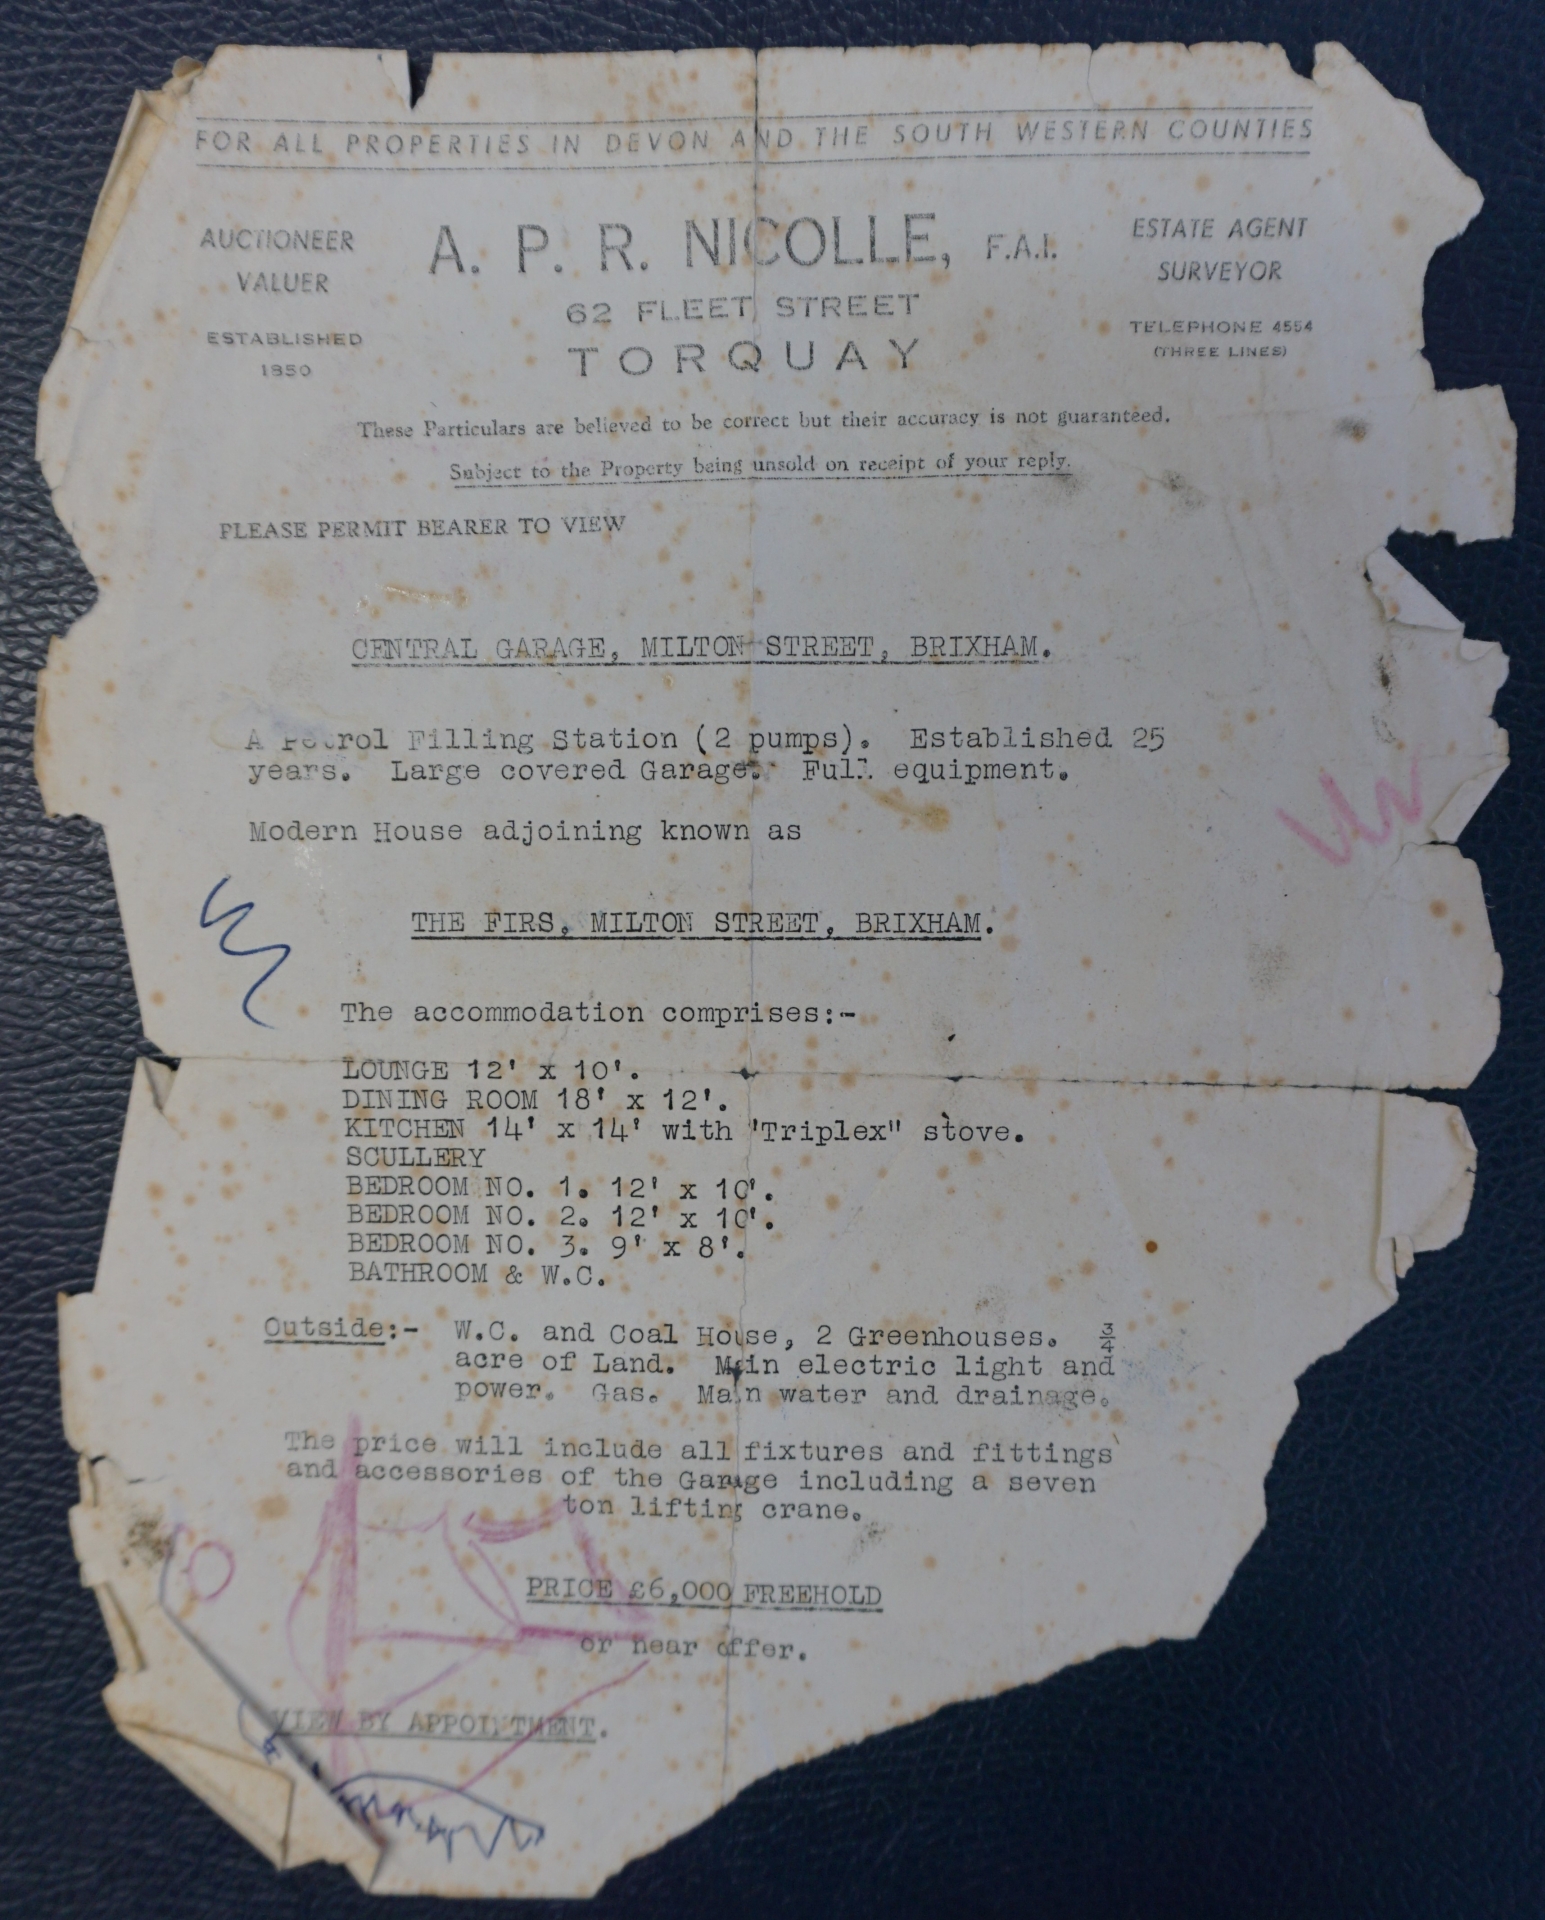 FOR ALL PROPERTIES IN DEVON AND THE SOUTH WESTERN COUNTIES
AUCTIONEER
VALUER
ESTABLISHED
1850
A. P. R. NICOLLE, F.A.I.
62 FLEET STREET
TORQUAY
ESTATE AGENT
SURVEYOR
TELEPHONE 4554
(THREE LINES)
These Particulars are believed to be correct but their accuracy is not guaranteed.
Subject to the Property being unsold on receipt of your reply.
PLEASE PERMIT BEARER TO VIEW
CENTRAL GARAGE, MILTON STREET, BRIXHAM.
A Petrol Filling Station (2 pumps). Established 25
years. Large covered Garage. Full equipment.
Modern House adjoining known as
THE FIRS, MILTON STREET, BRIXHAM.
The accommodation comprises:-
LOUNGE 12' x 10'.
DINING ROOM 18' x 12'.
KITCHEN 14' x 14' with "Triplex" stove.
SCULLERY
BEDROOM NO. 1. 12' x 10'.
BEDROOM NO. 2. 12' x 10'.
BEDROOM NO. 3. 9' x 8'.
BATHROOM & W.C.
Outside:- W.C. and Coal House, 2 Greenhouses. ¾
acre of Land. Main electric light and
power. Gas. Main water and drainage.
The price will include all fixtures and fittings
and accessories of the Garage including a seven
ton lifting crane.
PRICE £6,000 FREEHOLD
or near offer.
VIEW BY APPOINTMENT.